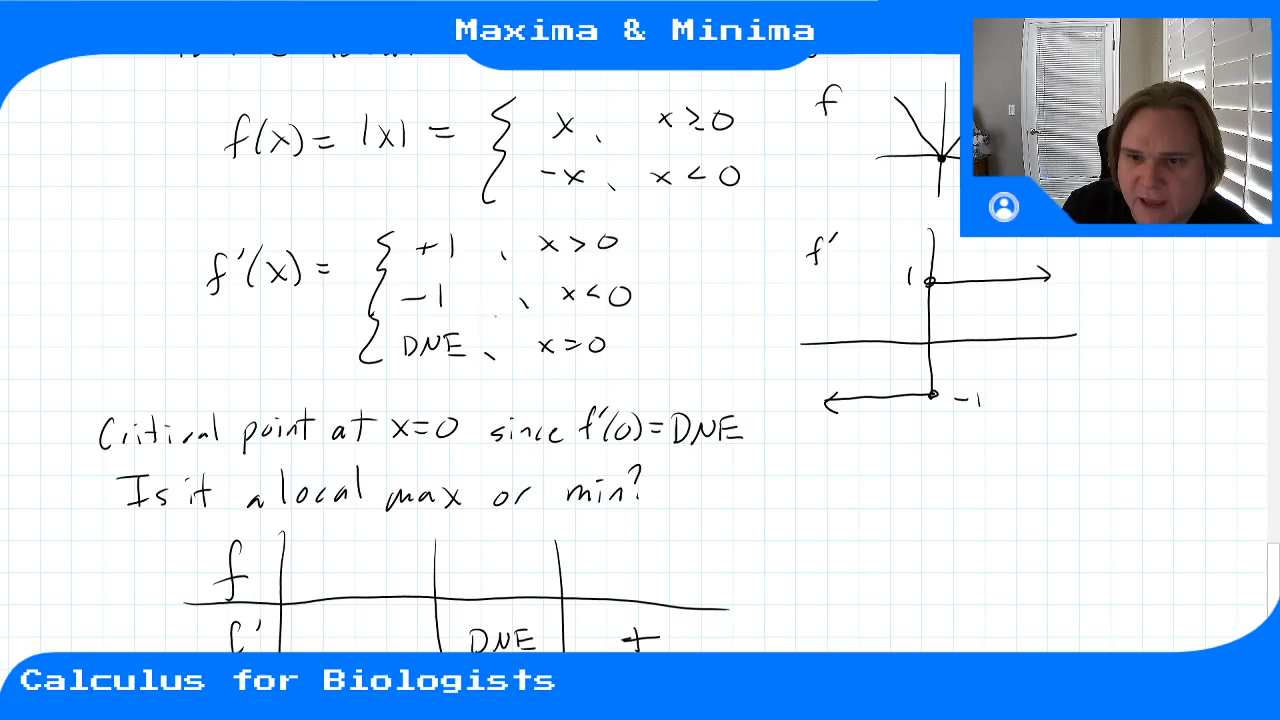 Maxima & Minima
f(x) = |x| = { x, x ≥ 0
-x, x < 0
f
f'(x) = { +1, x > 0
-1, x < 0
DNE, x = 0
f'
1
-1
Critical point at x=0 since f'(0) = DNE
Is it a local max or min?
f
f' DNE +
Calculus for Biologists